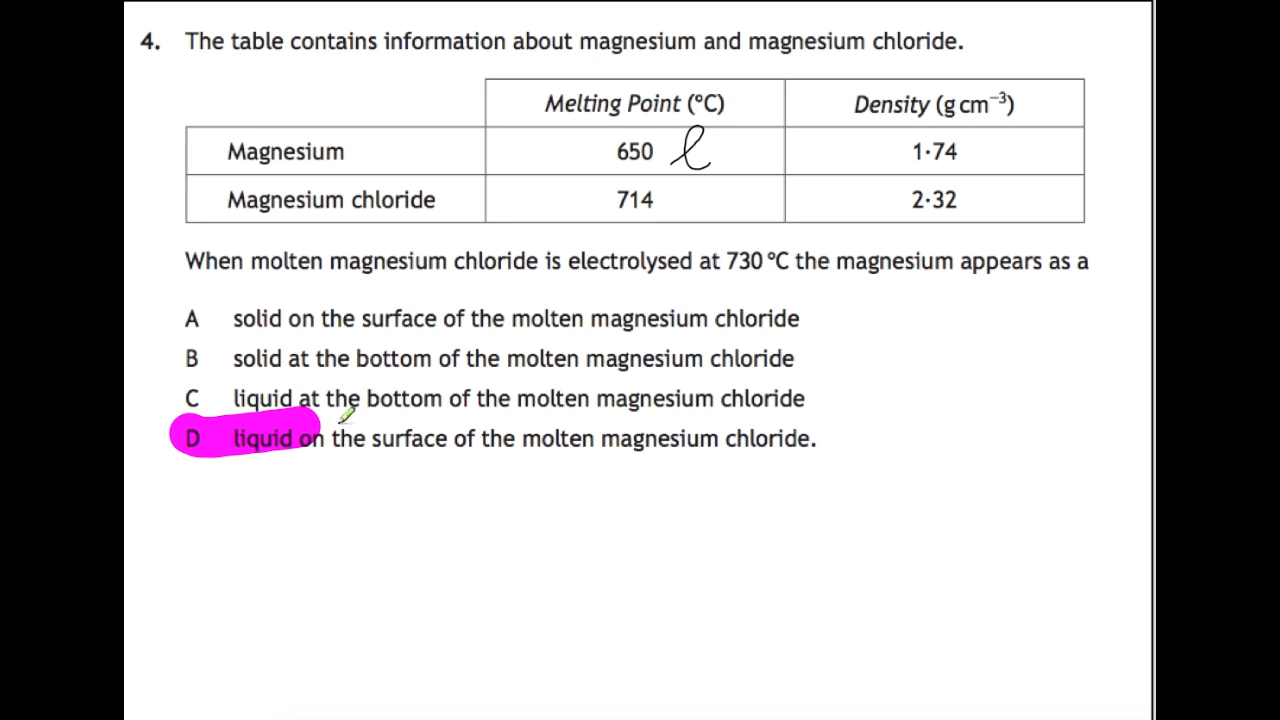 4. The table contains information about magnesium and magnesium chloride.
Melting Point (°C) Density (g cm⁻³)
Magnesium 650 ℓ 1·74
Magnesium chloride 714 2·32
When molten magnesium chloride is electrolysed at 730 °C the magnesium appears as a
A solid on the surface of the molten magnesium chloride
B solid at the bottom of the molten magnesium chloride
C liquid at the bottom of the molten magnesium chloride
D liquid on the surface of the molten magnesium chloride.